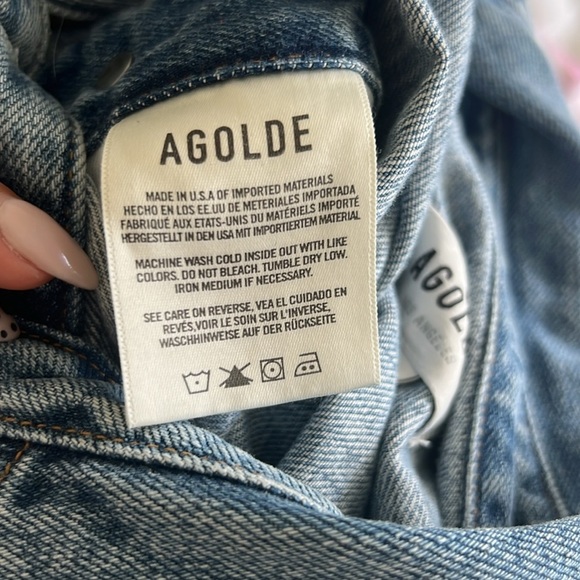 AGOLDE
MADE IN U.S.A OF IMPORTED MATERIALS
HECHO EN LOS EE.UU DE METERIALES IMPORTADA
FABRIQUÉ AUX ETATS-UNIS DU MATÉRIELS IMPORTÉ
HERGESTELLT IN DEN USA MIT IMPORTIERTEM MATERIAL
MACHINE WASH COLD INSIDE OUT WITH LIKE
COLORS. DO NOT BLEACH. TUMBLE DRY LOW.
IRON MEDIUM IF NECESSARY.
SEE CARE ON REVERSE, VEA EL CUIDADO EN
REVÉS,VOIR LE SOIN SUR L'INVERSE,
WASCHHINWEISE AUF DER RÜCKSEITE
AGOL